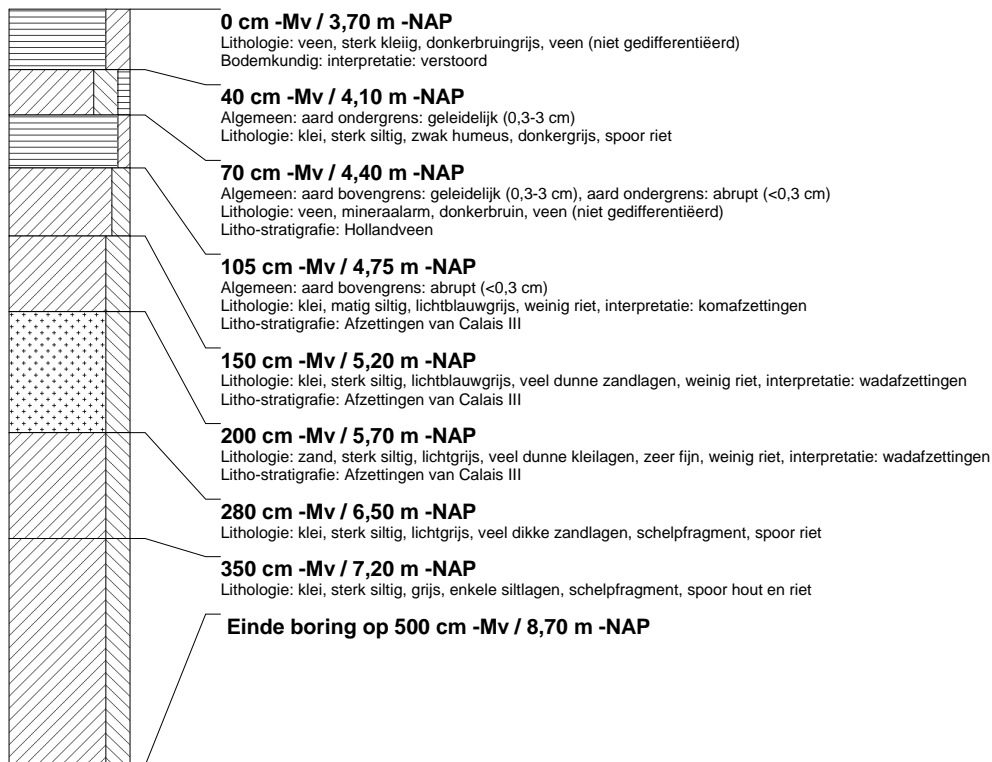 0 cm -Mv / 3,70 m -NAP
Lithologie: veen, sterk kleiig, donkerbruingrijs, veen (niet gedifferentiëerd)
Bodemkundig: interpretatie: verstoord
40 cm -Mv / 4,10 m -NAP
Algemeen: aard ondergrens: geleidelijk (0,3-3 cm)
Lithologie: klei, sterk siltig, zwak humeus, donkergrijs, spoor riet
70 cm -Mv / 4,40 m -NAP
Algemeen: aard bovengrens: geleidelijk (0,3-3 cm), aard ondergrens: abrupt (<0,3 cm)
Lithologie: veen, mineraalarm, donkerbruin, veen (niet gedifferentiëerd)
Litho-stratigrafie: Hollandveen
105 cm -Mv / 4,75 m -NAP
Algemeen: aard bovengrens: abrupt (<0,3 cm)
Lithologie: klei, matig siltig, lichtblauwgrijs, weinig riet, interpretatie: komafzettingen
Litho-stratigrafie: Afzettingen van Calais III
150 cm -Mv / 5,20 m -NAP
Lithologie: klei, sterk siltig, lichtblauwgrijs, veel dunne zandlagen, weinig riet, interpretatie: wadafzettingen
Litho-stratigrafie: Afzettingen van Calais III
200 cm -Mv / 5,70 m -NAP
Lithologie: zand, sterk siltig, lichtgrijs, veel dunne kleilagen, zeer fijn, weinig riet, interpretatie: wadafzettingen
Litho-stratigrafie: Afzettingen van Calais III
280 cm -Mv / 6,50 m -NAP
Lithologie: klei, sterk siltig, lichtgrijs, veel dikke zandlagen, schelpfragment, spoor riet
350 cm -Mv / 7,20 m -NAP
Lithologie: klei, sterk siltig, grijs, enkele siltlagen, schelpfragment, spoor hout en riet
Einde boring op 500 cm -Mv / 8,70 m -NAP